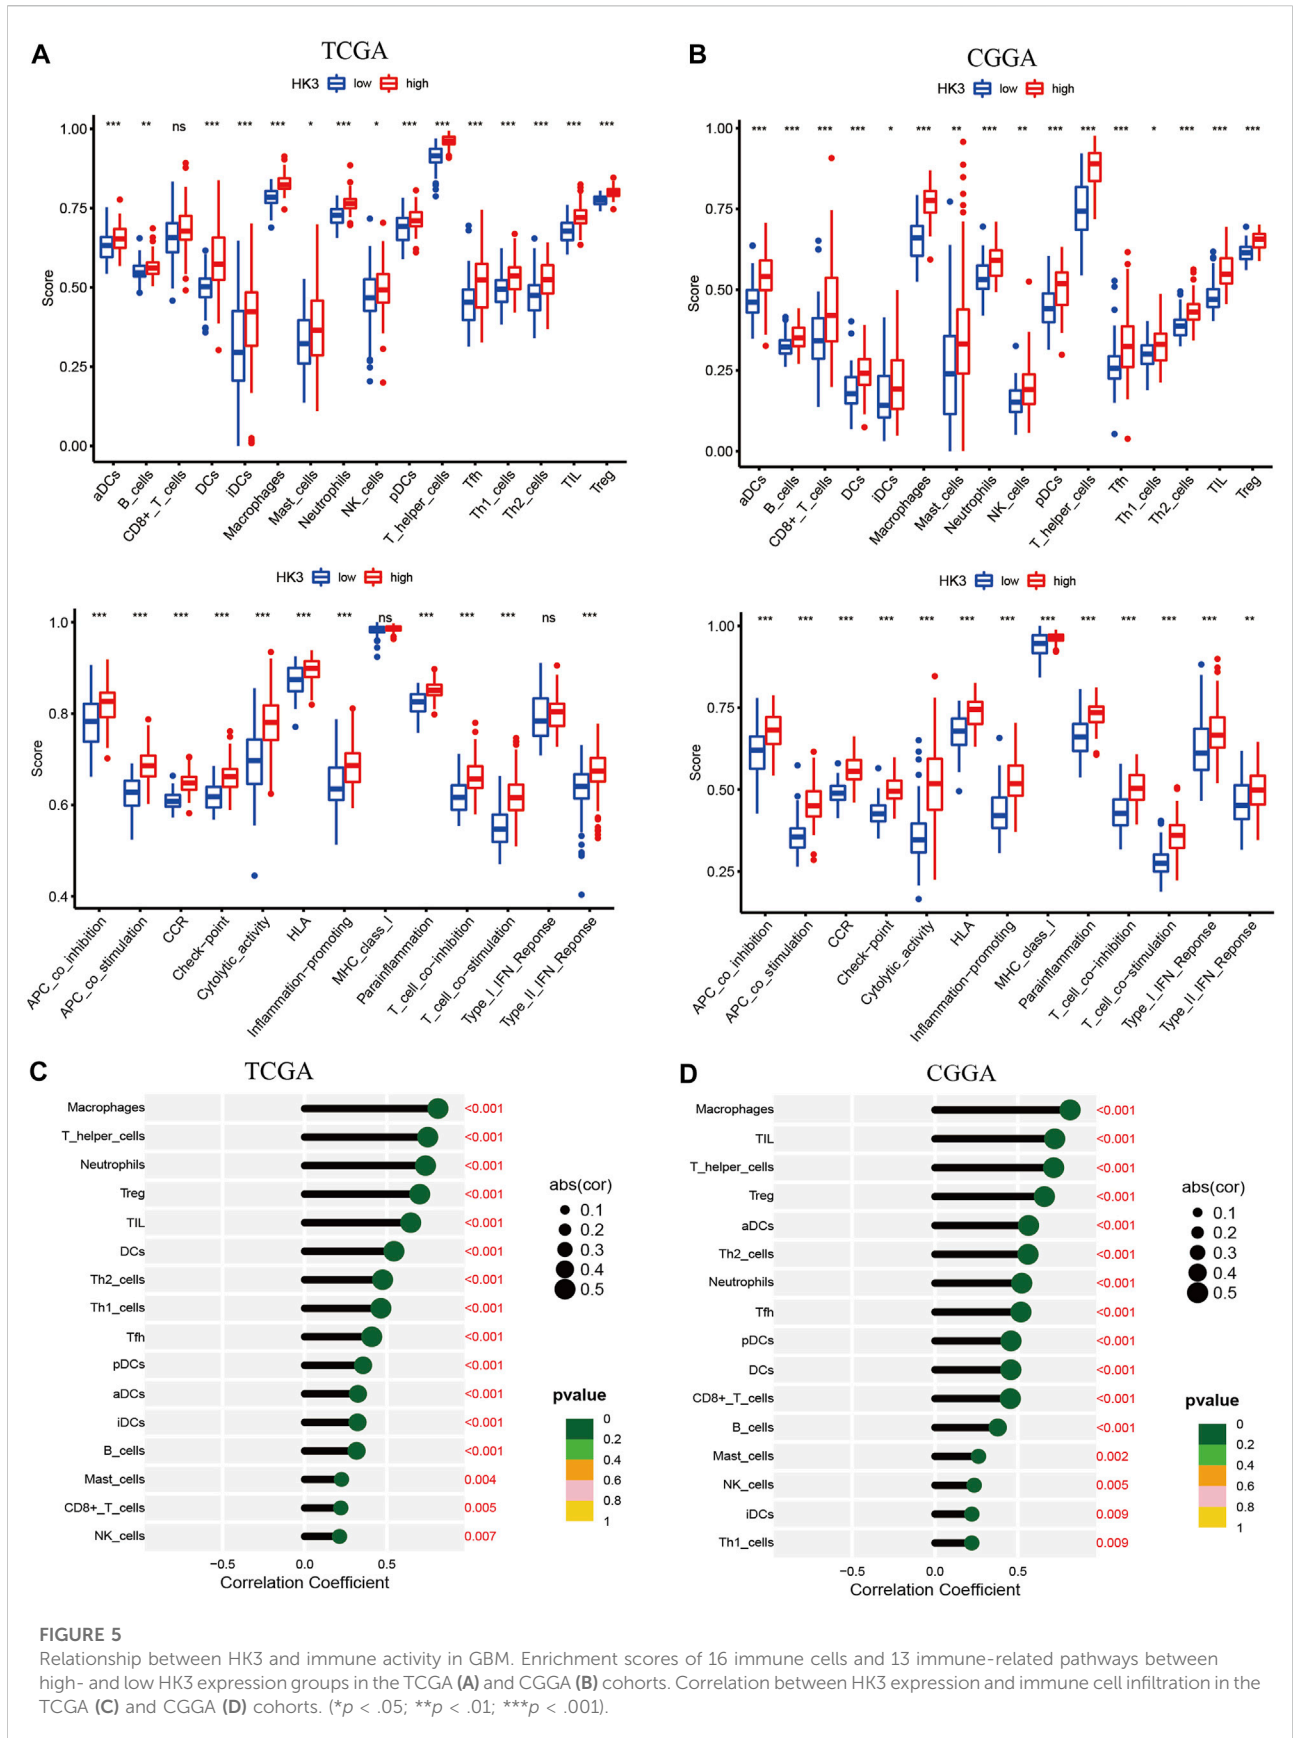 A
TCGA
HK3 low high
*** ** ns *** *** *** * *** * *** *** *** *** *** *** ***
1.00
0.75
0.50
0.25
0.00
Score
aDCs
B_cells
CD8+_T_cells
DCs
iDCs
Macrophages
Mast_cells
Neutrophils
NK_cells
pDCs
T_helper_cells
Tfh
Th1_cells
Th2_cells
TIL
Treg
HK3 low high
*** *** *** *** *** *** *** ns *** *** *** ns ***
1.0
0.8
0.6
0.4
Score
APC_co_inhibition
APC_co_stimulation
CCR
Check-point
Cytolytic_activity
HLA
Inflammation-promoting
MHC_class_I
Parainflammation
T_cell_co-inhibition
T_cell_co-stimulation
Type_I_IFN_Reponse
Type_II_IFN_Reponse
B
CGGA
HK3 low high
*** *** *** *** * *** ** *** ** *** *** *** * *** *** ***
1.00
0.75
0.50
0.25
0.00
Score
aDCs
B_cells
CD8+_T_cells
DCs
iDCs
Macrophages
Mast_cells
Neutrophils
NK_cells
pDCs
T_helper_cells
Tfh
Th1_cells
Th2_cells
TIL
Treg
HK3 low high
*** *** *** *** *** *** *** *** *** *** *** *** **
1.00
0.75
0.50
0.25
Score
APC_co_inhibition
APC_co_stimulation
CCR
Check-point
Cytolytic_activity
HLA
Inflammation-promoting
MHC_class_I
Parainflammation
T_cell_co-inhibition
T_cell_co-stimulation
Type_I_IFN_Reponse
Type_II_IFN_Reponse
C
TCGA
Macrophages <0.001
T_helper_cells <0.001
Neutrophils <0.001
Treg <0.001
TIL <0.001
DCs <0.001
Th2_cells <0.001
Th1_cells <0.001
Tfh <0.001
pDCs <0.001
aDCs <0.001
iDCs <0.001
B_cells <0.001
Mast_cells 0.004
CD8+_T_cells 0.005
NK_cells 0.007
−0.5 0.0 0.5
Correlation Coefficient
abs(cor)
0.1
0.2
0.3
0.4
0.5
pvalue
0
0.2
0.4
0.6
0.8
1
D
CGGA
Macrophages <0.001
TIL <0.001
T_helper_cells <0.001
Treg <0.001
aDCs <0.001
Th2_cells <0.001
Neutrophils <0.001
Tfh <0.001
pDCs <0.001
DCs <0.001
CD8+_T_cells <0.001
B_cells <0.001
Mast_cells 0.002
NK_cells 0.005
iDCs 0.009
Th1_cells 0.009
−0.5 0.0 0.5
Correlation Coefficient
abs(cor)
0.1
0.2
0.3
0.4
0.5
pvalue
0
0.2
0.4
0.6
0.8
1
FIGURE 5
Relationship between HK3 and immune activity in GBM. Enrichment scores of 16 immune cells and 13 immune-related pathways between
high- and low HK3 expression groups in the TCGA (A) and CGGA (B) cohorts. Correlation between HK3 expression and immune cell infiltration in the
TCGA (C) and CGGA (D) cohorts. (*p < .05; **p < .01; ***p < .001).